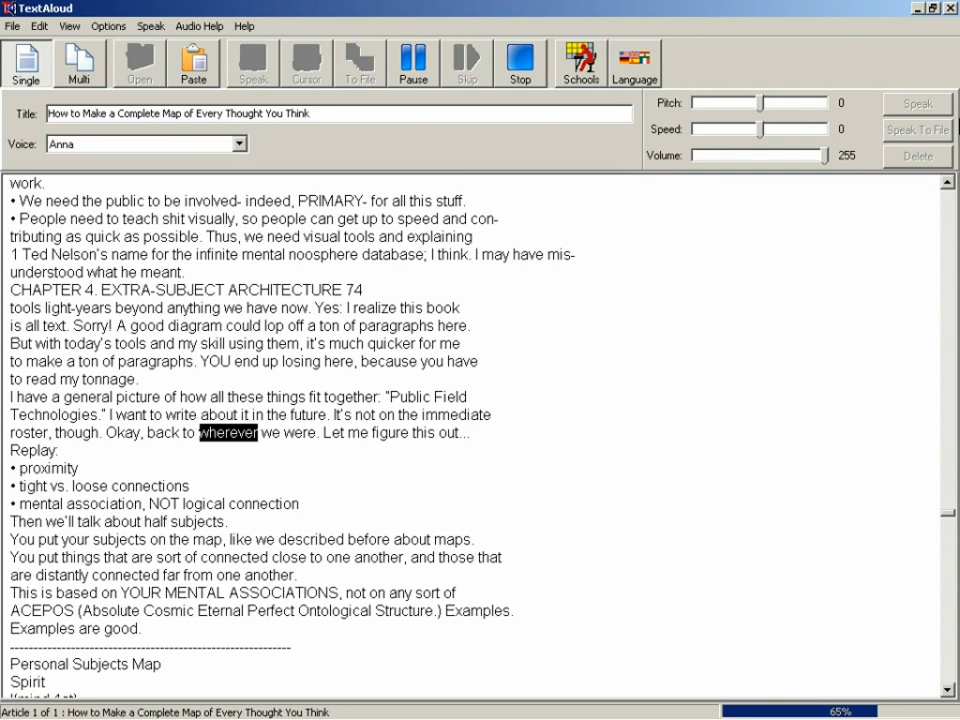 TextAloud
File Edit View Options Speak Audio Help Help
Single Multi Open Paste Speak Cursor To File Pause Skip Stop Schools Language
Title: How to Make a Complete Map of Every Thought You Think
Voice: Anna
Pitch: 0 Speak
Speed: 0 Speak To File
Volume: 255 Delete
work.
• We need the public to be involved- indeed, PRIMARY- for all this stuff.
• People need to teach shit visually, so people can get up to speed and con-
tributing as quick as possible. Thus, we need visual tools and explaining
1 Ted Nelson's name for the infinite mental noosphere database; I think. I may have mis-
understood what he meant.
CHAPTER 4. EXTRA-SUBJECT ARCHITECTURE 74
tools light-years beyond anything we have now. Yes: I realize this book
is all text. Sorry! A good diagram could lop off a ton of paragraphs here.
But with today's tools and my skill using them, it's much quicker for me
to make a ton of paragraphs. YOU end up losing here, because you have
to read my tonnage.
I have a general picture of how all these things fit together: "Public Field
Technologies." I want to write about it in the future. It's not on the immediate
roster, though. Okay, back to wherever we were. Let me figure this out...
Replay:
• proximity
• tight vs. loose connections
• mental association, NOT logical connection
Then we'll talk about half subjects.
You put your subjects on the map, like we described before about maps.
You put things that are sort of connected close to one another, and those that
are distantly connected far from one another.
This is based on YOUR MENTAL ASSOCIATIONS, not on any sort of
ACEPOS (Absolute Cosmic Eternal Perfect Ontological Structure.) Examples.
Examples are good.
------------------------------------------------------------
Personal Subjects Map
Spirit
Article 1 of 1 : How to Make a Complete Map of Every Thought You Think 65%